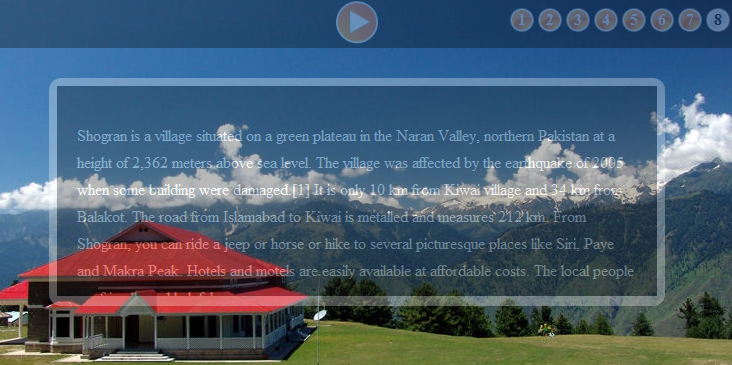 1 2 3 4 5 6 7 8
Shogran is a village situated on a green plateau in the Naran Valley, northern Pakistan at a
height of 2,362 meters above sea level. The village was affected by the earthquake of 2005
when some building were damaged.[1] It is only 10 km from Kiwai village and 34 km from
Balakot. The road from Islamabad to Kiwai is metalled and measures 212 km. From
Shogran, you can ride a jeep or horse or hike to several picturesque places like Siri, Paye
and Makra Peak. Hotels and motels are easily available at affordable costs. The local people